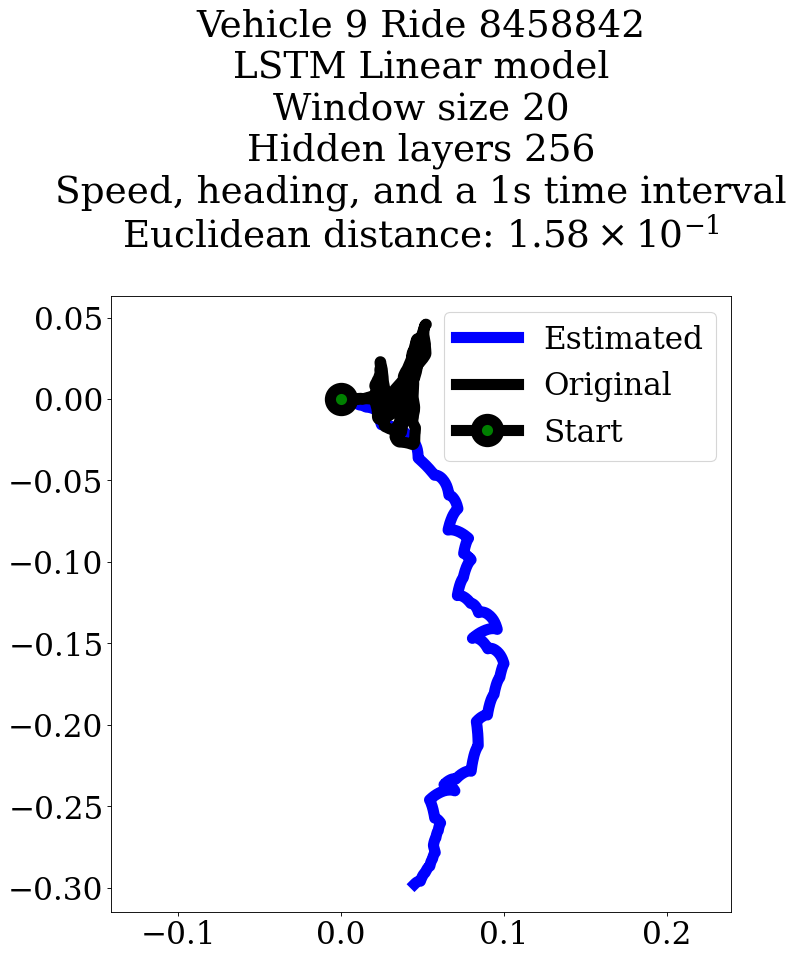 Vehicle 9 Ride 8458842
LSTM Linear model
Window size 20
Hidden layers 256
Speed, heading, and a 1s time interval
Euclidean distance: 1.58 × 10⁻¹
Estimated
Original
Start
0.05
0.00
−0.05
−0.10
−0.15
−0.20
−0.25
−0.30
−0.1 0.0 0.1 0.2